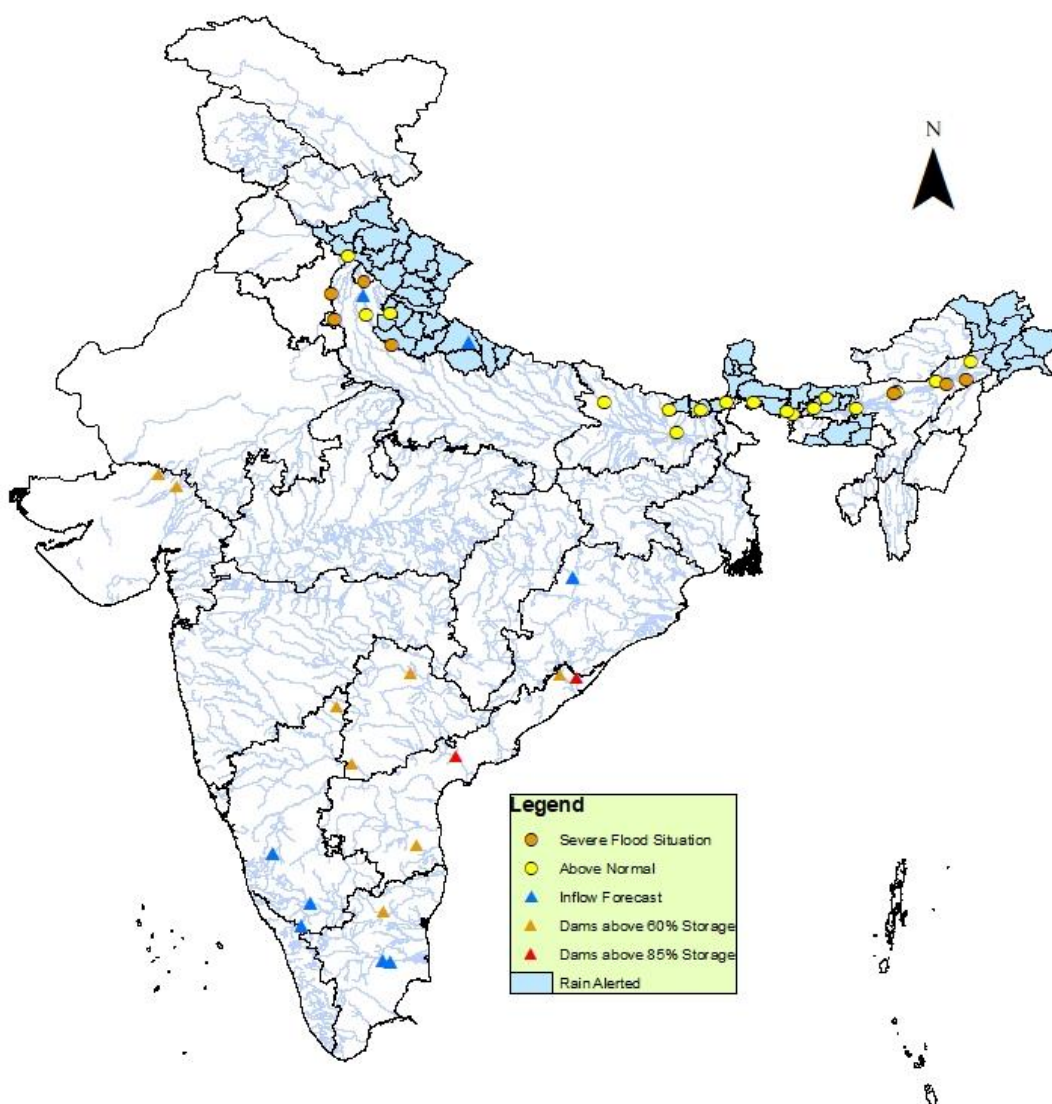 N
Legend
Severe Flood Situation
Above Normal
Inflow Forecast
Dams above 60% Storage
Dams above 85% Storage
Rain Alerted